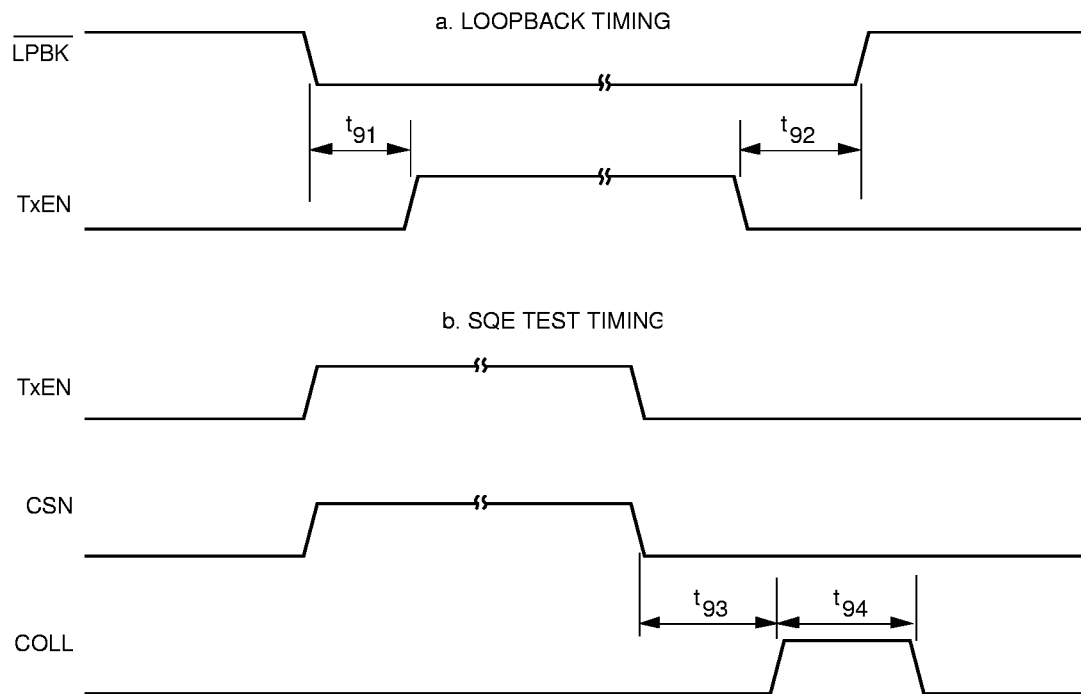 a. LOOPBACK TIMING
LPBK
t91
t92
TxEN
b. SQE TEST TIMING
TxEN
CSN
t93
t94
COLL